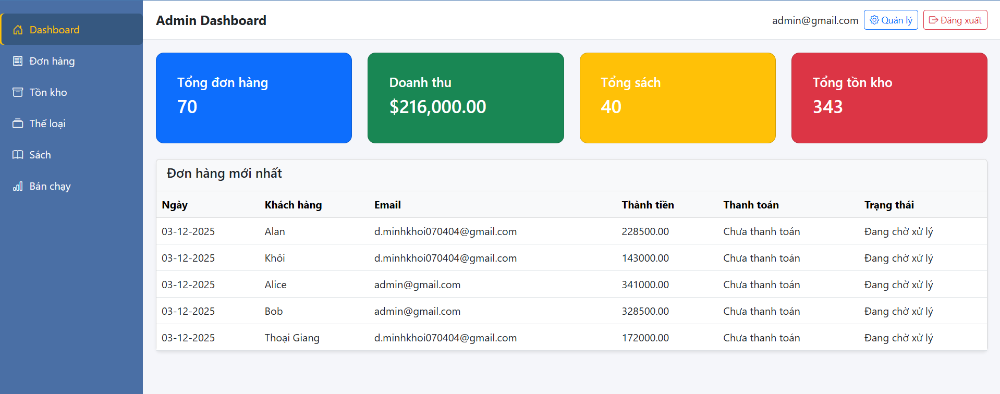 Dashboard
Đơn hàng
Tồn kho
Thể loại
Sách
Bán chạy
Admin Dashboard
admin@gmail.com Quản lý Đăng xuất
Tổng đơn hàng
70
Doanh thu
$216,000.00
Tổng sách
40
Tổng tồn kho
343
Đơn hàng mới nhất
Ngày Khách hàng Email Thành tiền Thanh toán Trạng thái
03-12-2025 Alan d.minhkhoi070404@gmail.com 228500.00 Chưa thanh toán Đang chờ xử lý
03-12-2025 Khôi d.minhkhoi070404@gmail.com 143000.00 Chưa thanh toán Đang chờ xử lý
03-12-2025 Alice admin@gmail.com 341000.00 Chưa thanh toán Đang chờ xử lý
03-12-2025 Bob admin@gmail.com 328500.00 Chưa thanh toán Đang chờ xử lý
03-12-2025 Thoại Giang d.minhkhoi070404@gmail.com 172000.00 Chưa thanh toán Đang chờ xử lý